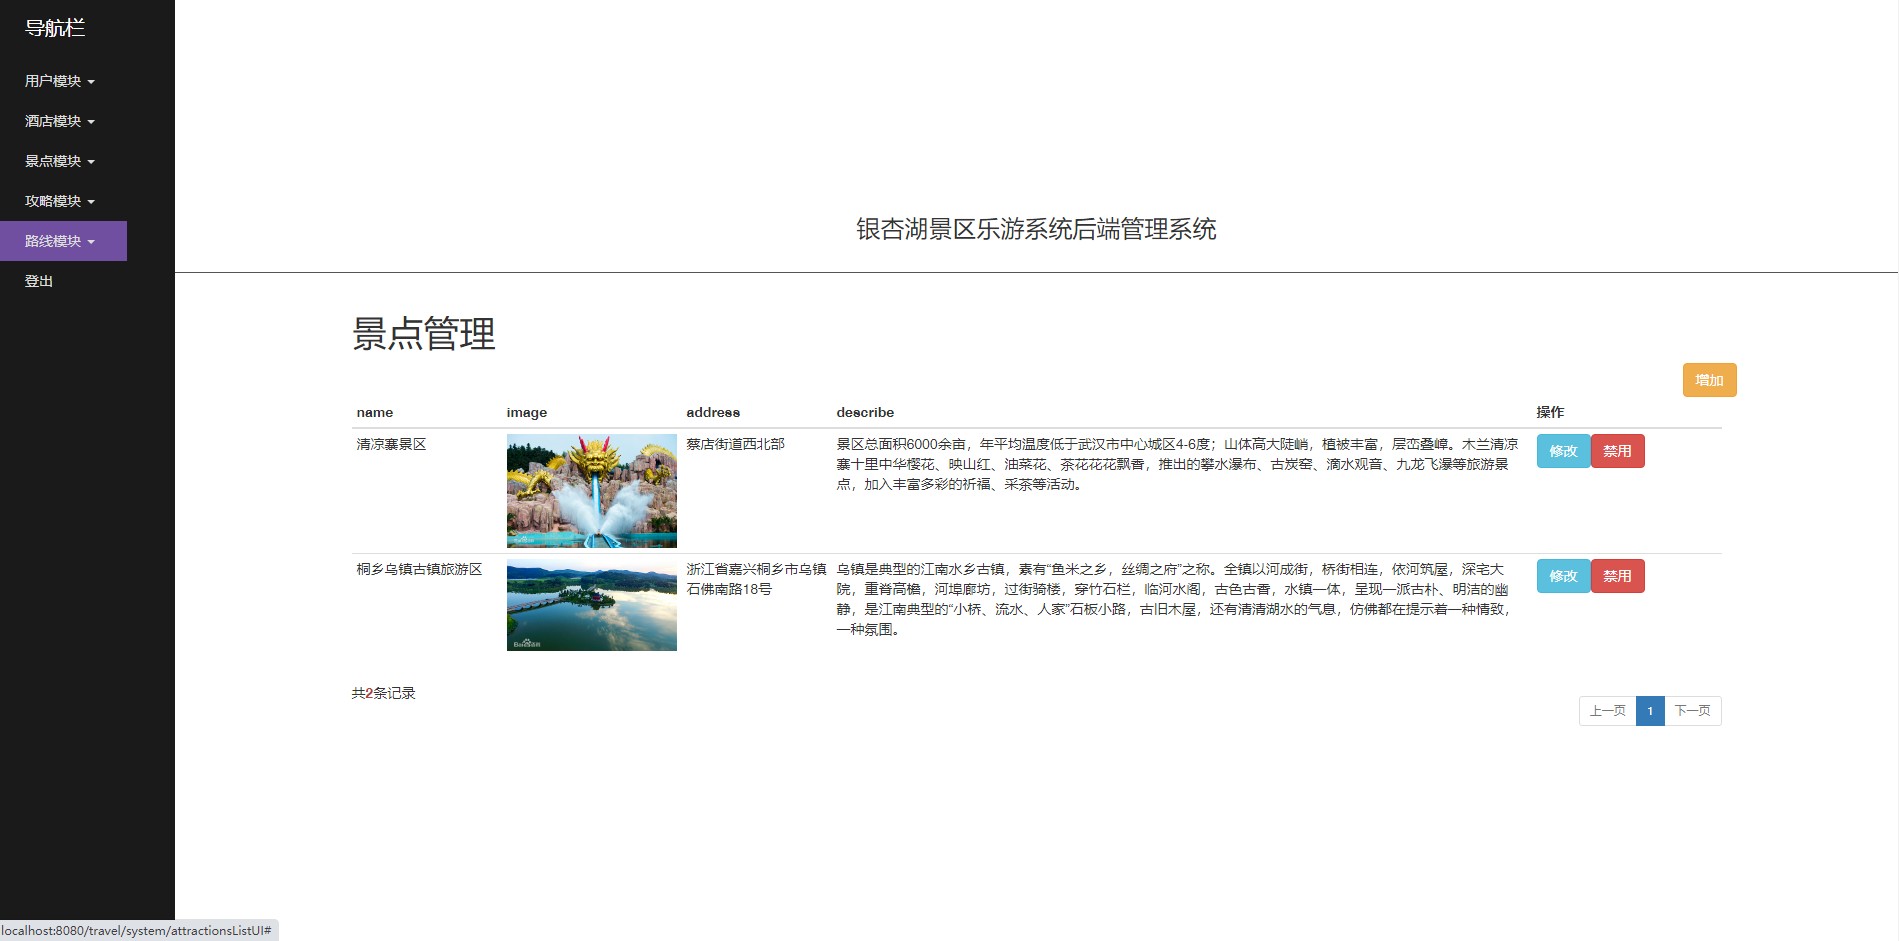 导航栏
用户模块
酒店模块
景点模块
攻略模块
路线模块
登出
银杏湖景区乐游系统后端管理系统
景点管理
增加
name image address describe 操作
清凉寨景区 蔡店街道西北部 景区总面积6000余亩，年平均温度低于武汉市中心城区4-6度；山体高大陡峭，植被丰富，层峦叠嶂。木兰清凉 修改 禁用
寨十里中华樱花、映山红、油菜花、茶花花花飘香，推出的攀水瀑布、古炭窑、滴水观音、九龙飞瀑等旅游景
点，加入丰富多彩的祈福、采茶等活动。
桐乡乌镇古镇旅游区 浙江省嘉兴桐乡市乌镇 乌镇是典型的江南水乡古镇，素有“鱼米之乡，丝绸之府”之称。全镇以河成街，桥街相连，依河筑屋，深宅大 修改 禁用
石佛南路18号 院，重脊高檐，河埠廊坊，过街骑楼，穿竹石栏，临河水阁，古色古香，水镇一体，呈现一派古朴、明洁的幽
静，是江南典型的“小桥、流水、人家”石板小路，古旧木屋，还有清清湖水的气息，仿佛都在提示着一种情致，
一种氛围。
共2条记录
上一页 1 下一页
localhost:8080/travel/system/attractionsListUI#